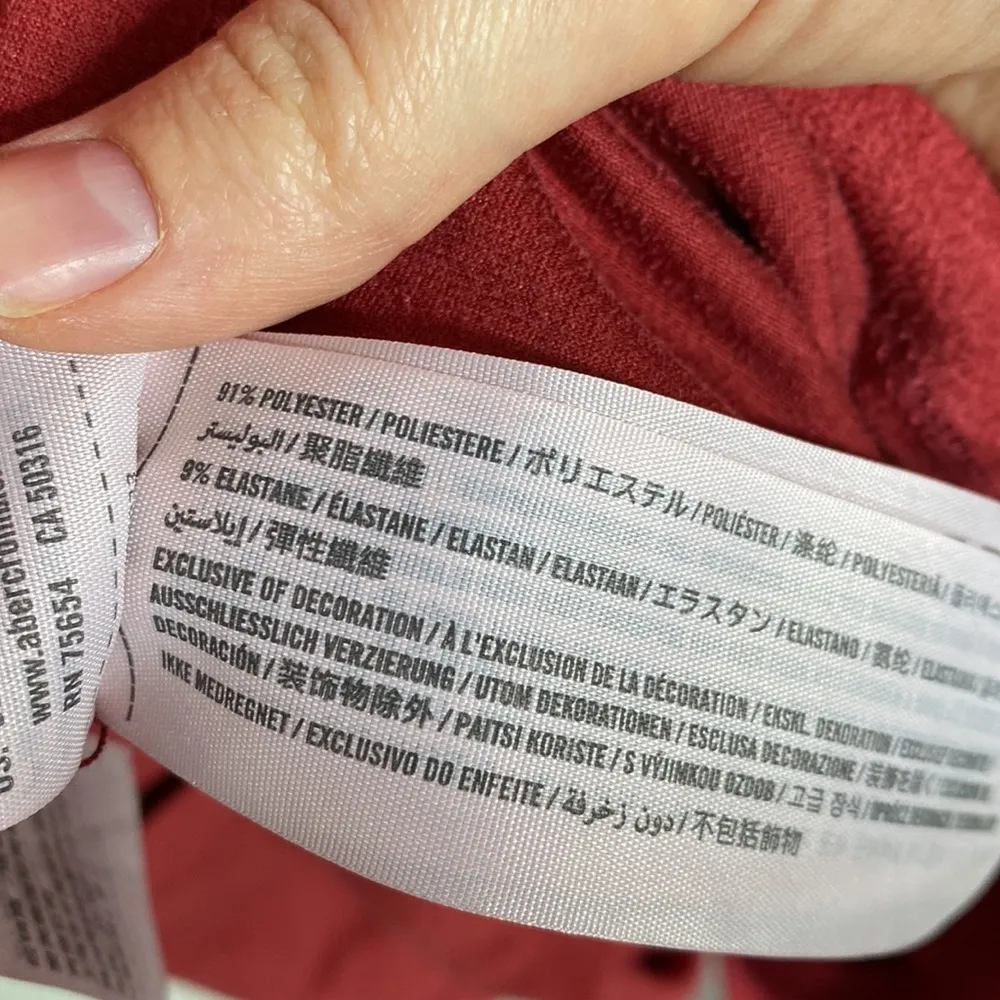 www.abercrombie
RN 75654 CA 50316
91% POLYESTER / POLIESTERE / ポリエステル / POLIÉSTER / 涤纶 / POLYESTERIÄ /
البوليستر / 聚脂纖維
9% ELASTANE / ÉLASTANE / ELASTAN / ELASTAAN / エラスタン / ELASTANO / 氨纶 /
إيلاستين / 彈性纖維
EXCLUSIVE OF DECORATION / À L'EXCLUSION DE LA DÉCORATION / EKSKL. DEKORATION /
AUSSCHLIESSLICH VERZIERUNG / UTOM DEKORATIONEN / ESCLUSA DECORAZIONE /
DECORACIÓN / 装饰物除外 / PAITSI KORISTE / S VÝJIMKOU OZDOB / 고급 장식 /
IKKE MEDREGNET / EXCLUSIVO DO ENFEITE / دون زخرفة / 不包括飾物